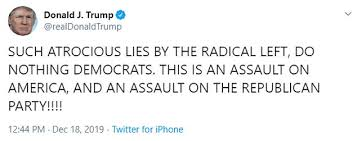 Donald J. Trump
@realDonaldTrump
SUCH ATROCIOUS LIES BY THE RADICAL LEFT, DO
NOTHING DEMOCRATS. THIS IS AN ASSAULT ON
AMERICA, AND AN ASSAULT ON THE REPUBLICAN
PARTY!!!!
12:44 PM · Dec 18, 2019 · Twitter for iPhone